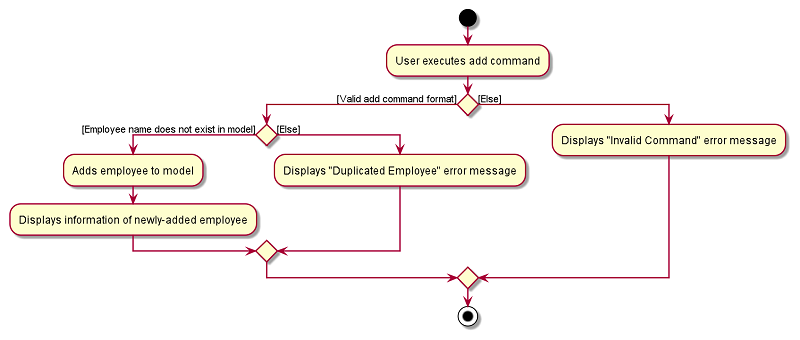 User executes add command
[Valid add command format]
[Else]
[Employee name does not exist in model]
[Else]
Displays "Invalid Command" error message
Adds employee to model
Displays "Duplicated Employee" error message
Displays information of newly-added employee